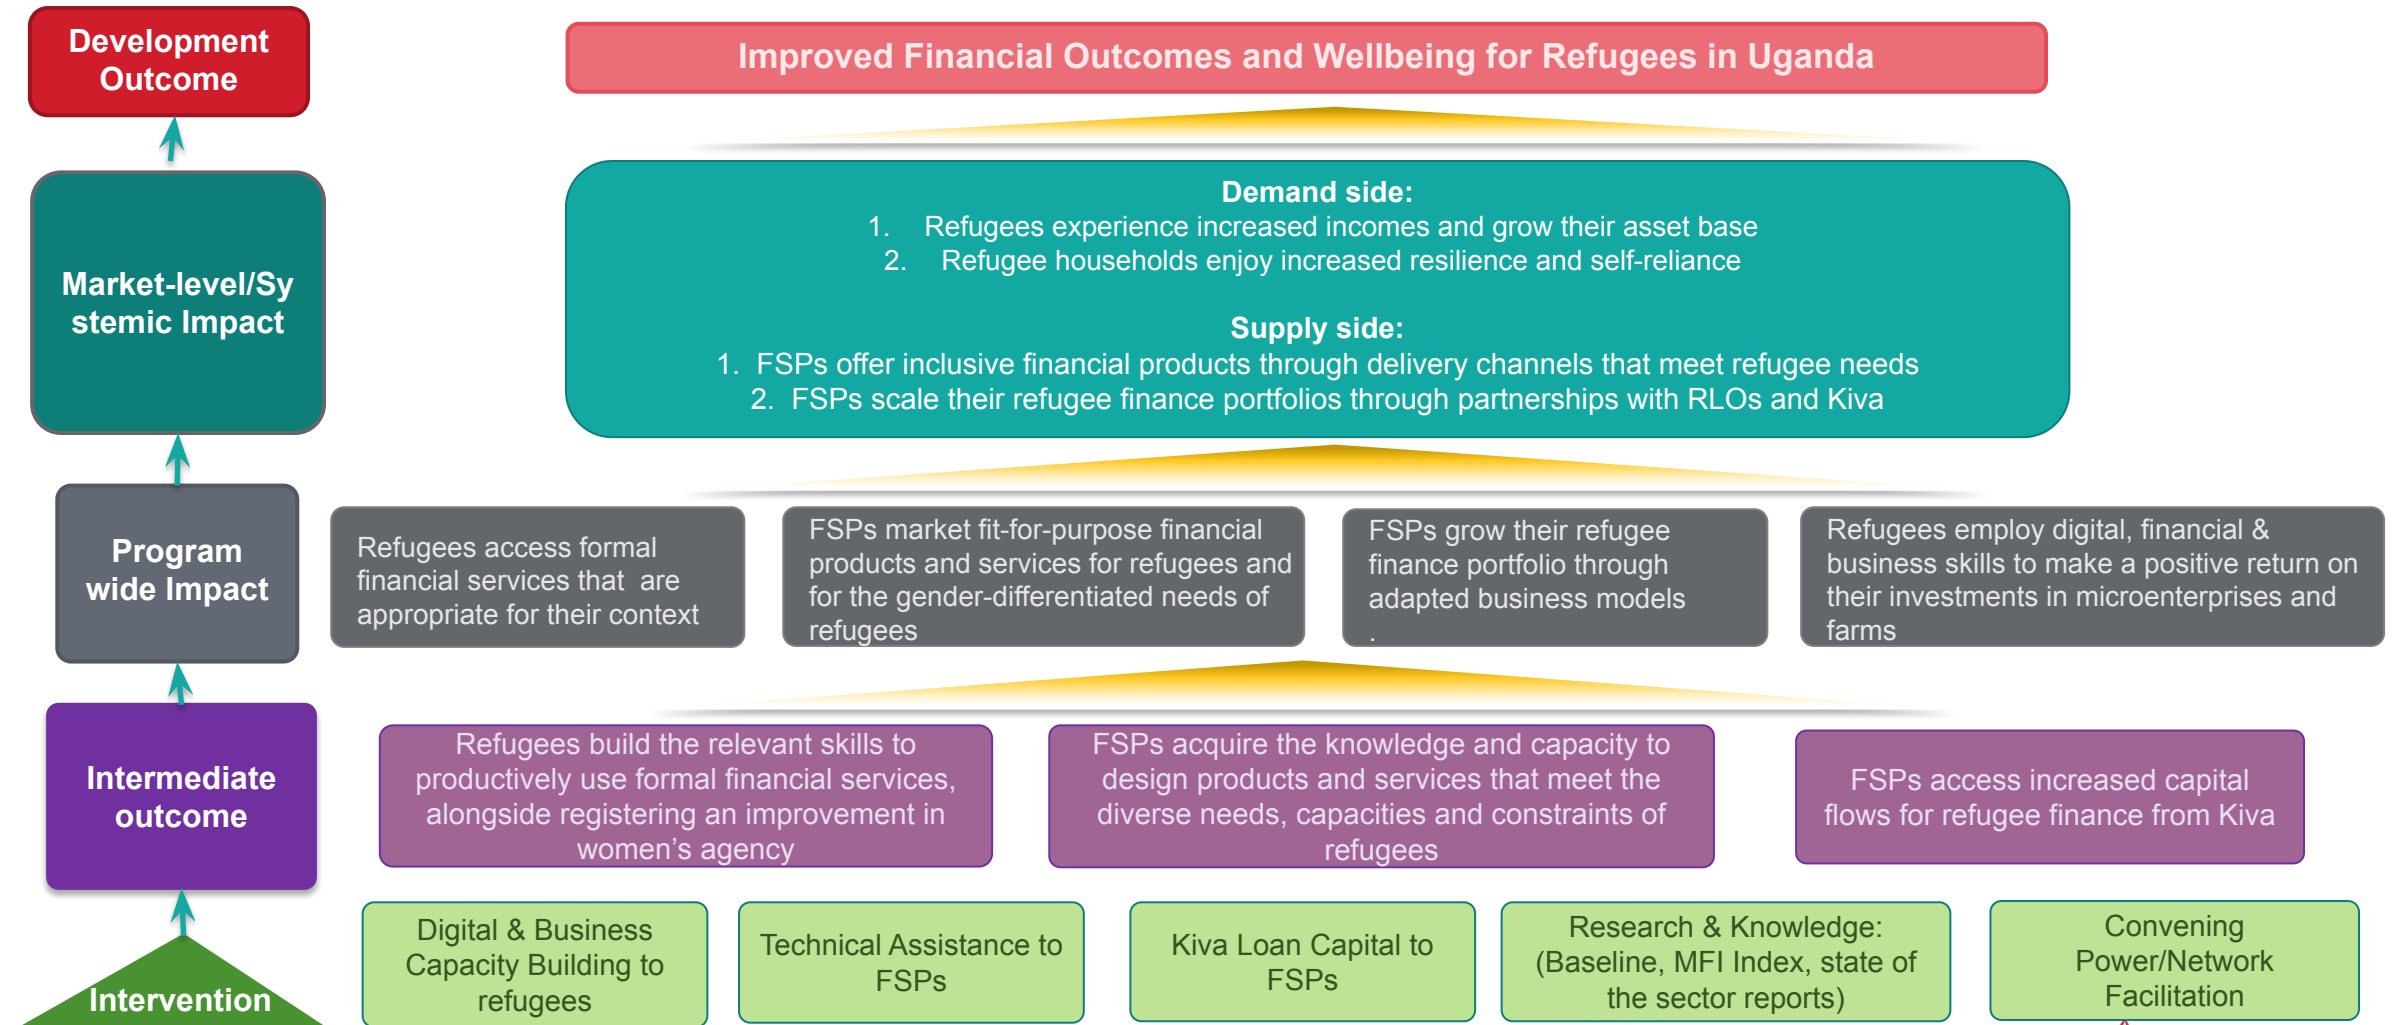 Development
Outcome
Improved Financial Outcomes and Wellbeing for Refugees in Uganda
Market-level/Sy
stemic Impact
Demand side:
1. Refugees experience increased incomes and grow their asset base
2. Refugee households enjoy increased resilience and self-reliance
Supply side:
1. FSPs offer inclusive financial products through delivery channels that meet refugee needs
2. FSPs scale their refugee finance portfolios through partnerships with RLOs and Kiva
Program
wide Impact
Refugees access formal
financial services that are
appropriate for their context
FSPs market fit-for-purpose financial
products and services for refugees and
for the gender-differentiated needs of
refugees
FSPs grow their refugee
finance portfolio through
adapted business models
.
Refugees employ digital, financial &
business skills to make a positive return on
their investments in microenterprises and
farms
Intermediate
outcome
Refugees build the relevant skills to
productively use formal financial services,
alongside registering an improvement in
women’s agency
FSPs acquire the knowledge and capacity to
design products and services that meet the
diverse needs, capacities and constraints of
refugees
FSPs access increased capital
flows for refugee finance from Kiva
Intervention
Digital & Business
Capacity Building to
refugees
Technical Assistance to
FSPs
Kiva Loan Capital to
FSPs
Research & Knowledge:
(Baseline, MFI Index, state of
the sector reports)
Convening
Power/Network
Facilitation